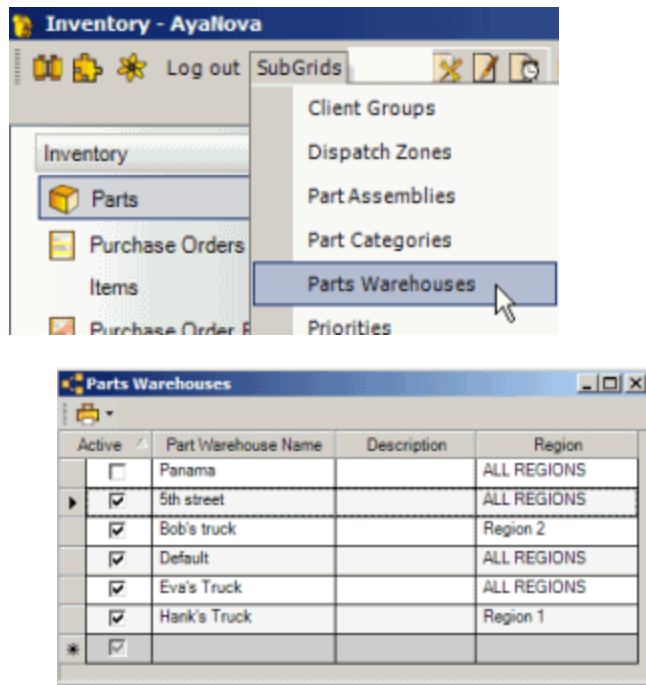 Inventory - AyaNova
Log out SubGrids
Client Groups
Inventory Dispatch Zones
Parts Part Assemblies
Purchase Orders Part Categories
Items Parts Warehouses
Purchase Order Priorities
Parts Warehouses
Active Part Warehouse Name Description Region
Panama ALL REGIONS
5th street ALL REGIONS
Bob's truck Region 2
Default ALL REGIONS
Eva's Truck ALL REGIONS
Hank's Truck Region 1